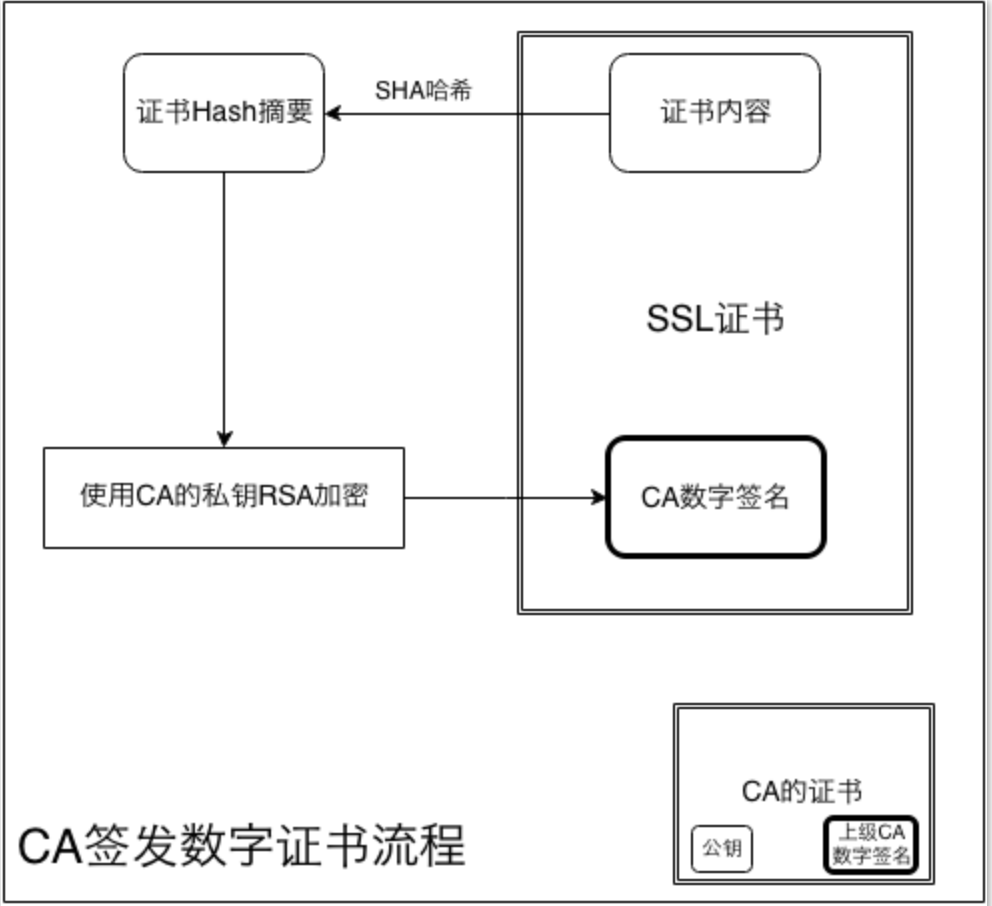 SHA哈希
证书Hash摘要
证书内容
SSL证书
使用CA的私钥RSA加密
CA数字签名
CA的证书
公钥
上级CA
数字签名
CA签发数字证书流程